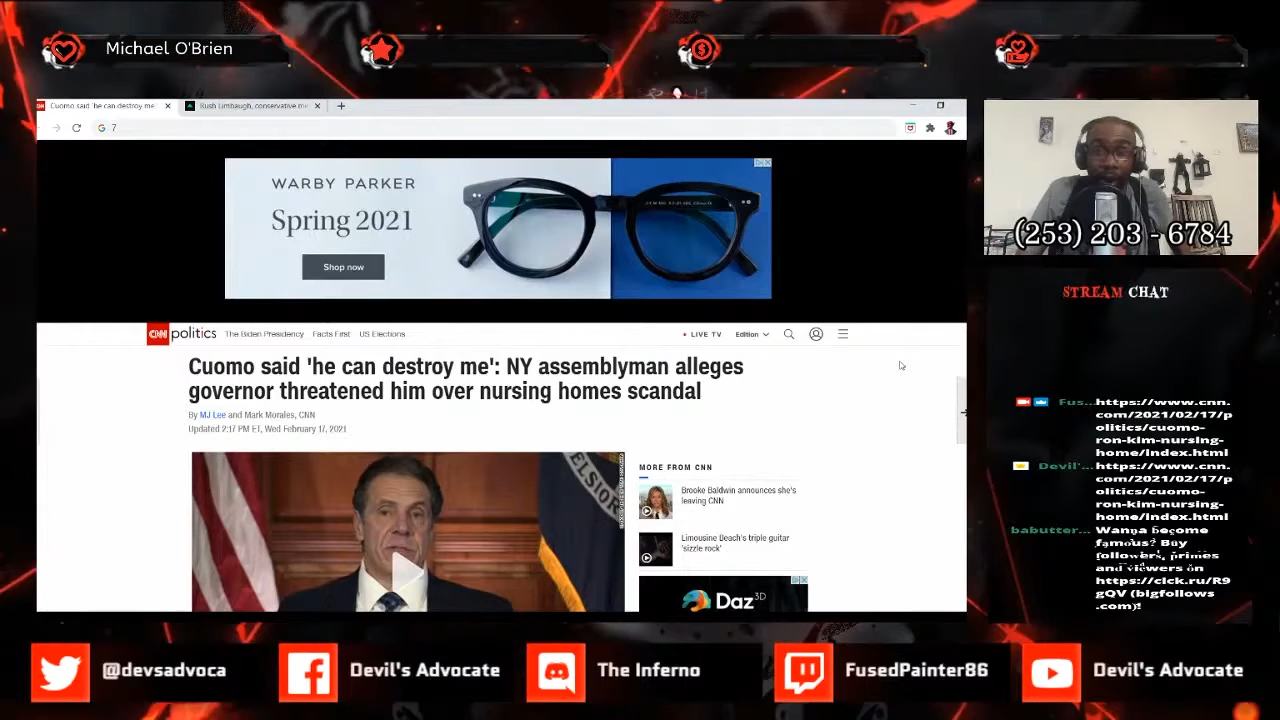 Michael O'Brien
Cuomo said 'he can destroy me
Rush Limbaugh, conservative m
7
WARBY PARKER
Spring 2021
Shop now
CNN politics The Biden Presidency Facts First US Elections
LIVE TV Edition
Cuomo said 'he can destroy me': NY assemblyman alleges
governor threatened him over nursing homes scandal
By MJ Lee and Mark Morales, CNN
Updated 2:17 PM ET, Wed February 17, 2021
MORE FROM CNN
Brooke Baldwin announces she's
leaving CNN
Limousine Beach's triple guitar
'sizzle rock'
Daz 3D
(253) 203 - 6784
STREAM CHAT
Fus... https://www.cnn.
com/2021/02/17/p
olitics/cuomo-
ron-kim-nursing-
home/index.html
Devil'... https://www.cnn.
com/2021/02/17/p
olitics/cuomo-
ron-kim-nursing-
home/index.html
babutter... Wanna become
famous? Buy
followers, primes
and viewers on
https://clck.ru/R9
gQV (bigfollows
.com)!
@devsadvoca
Devil's Advocate
The Inferno
FusedPainter86
Devil's Advocate